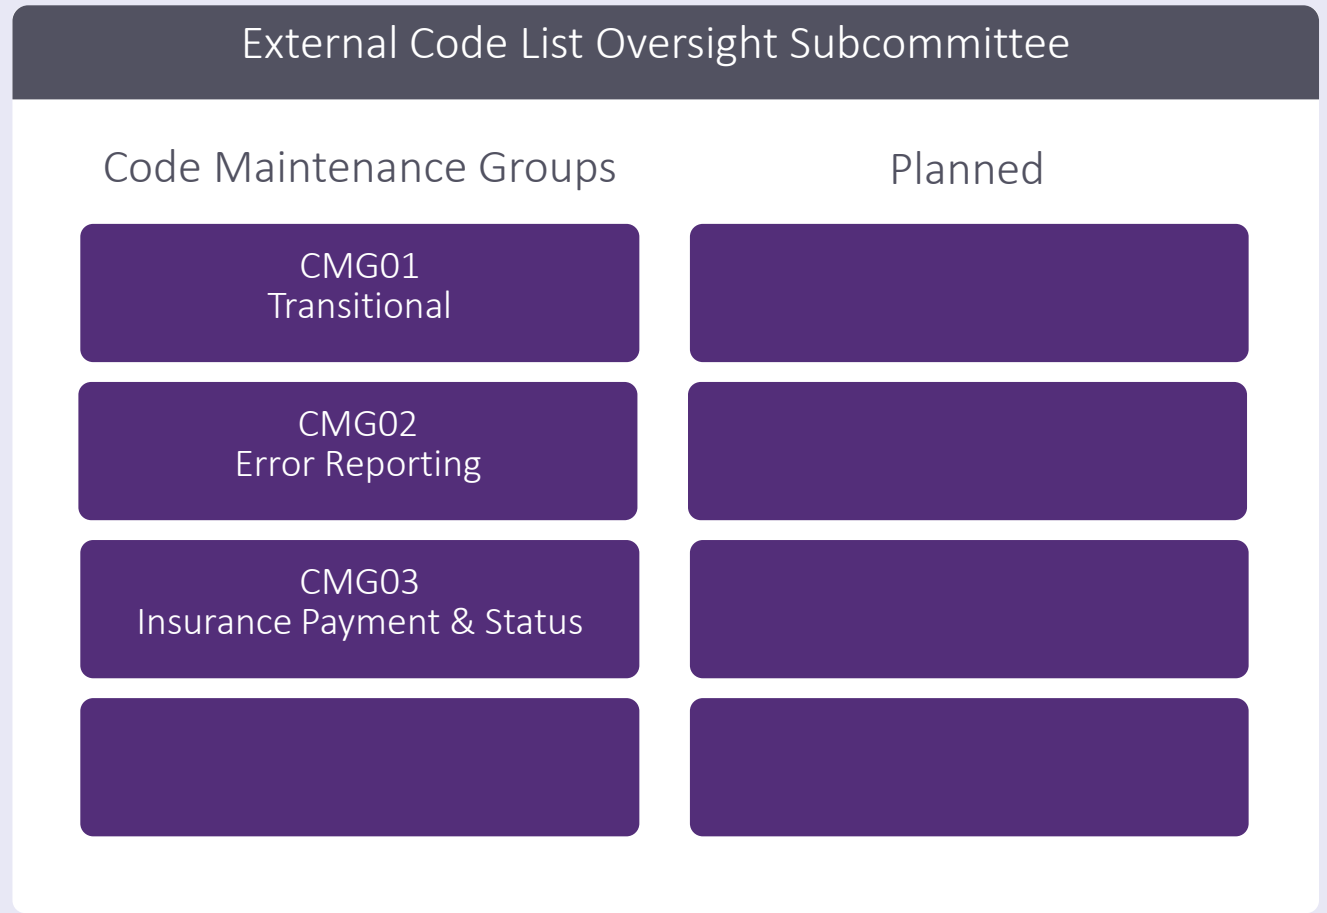 External Code List Oversight Subcommittee
Code Maintenance Groups
Planned
CMG01
Transitional
CMG02
Error Reporting
CMG03
Insurance Payment & Status